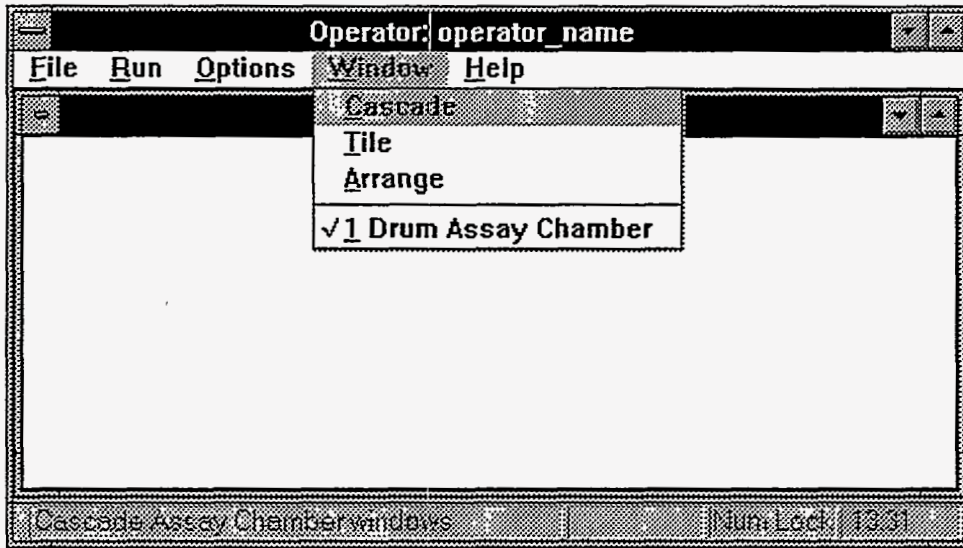 Operator: operator_name
File Run Options Window Help
Cascade
Tile
Arrange
√ 1 Drum Assay Chamber
Cascade Assay Chamber windows Num Lock 13:31